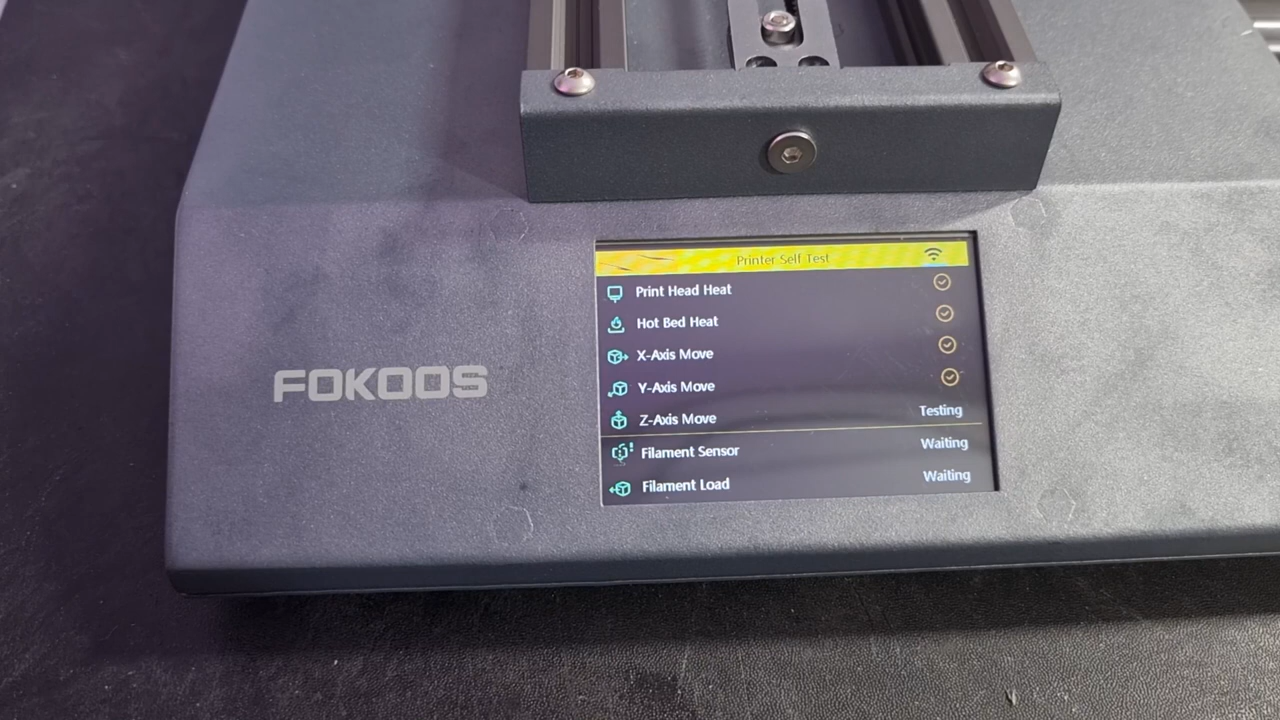 Printer Self Test
Print Head Heat
Hot Bed Heat
X-Axis Move
Y-Axis Move
Z-Axis Move Testing
Filament Sensor Waiting
Filament Load Waiting
FOKOOS